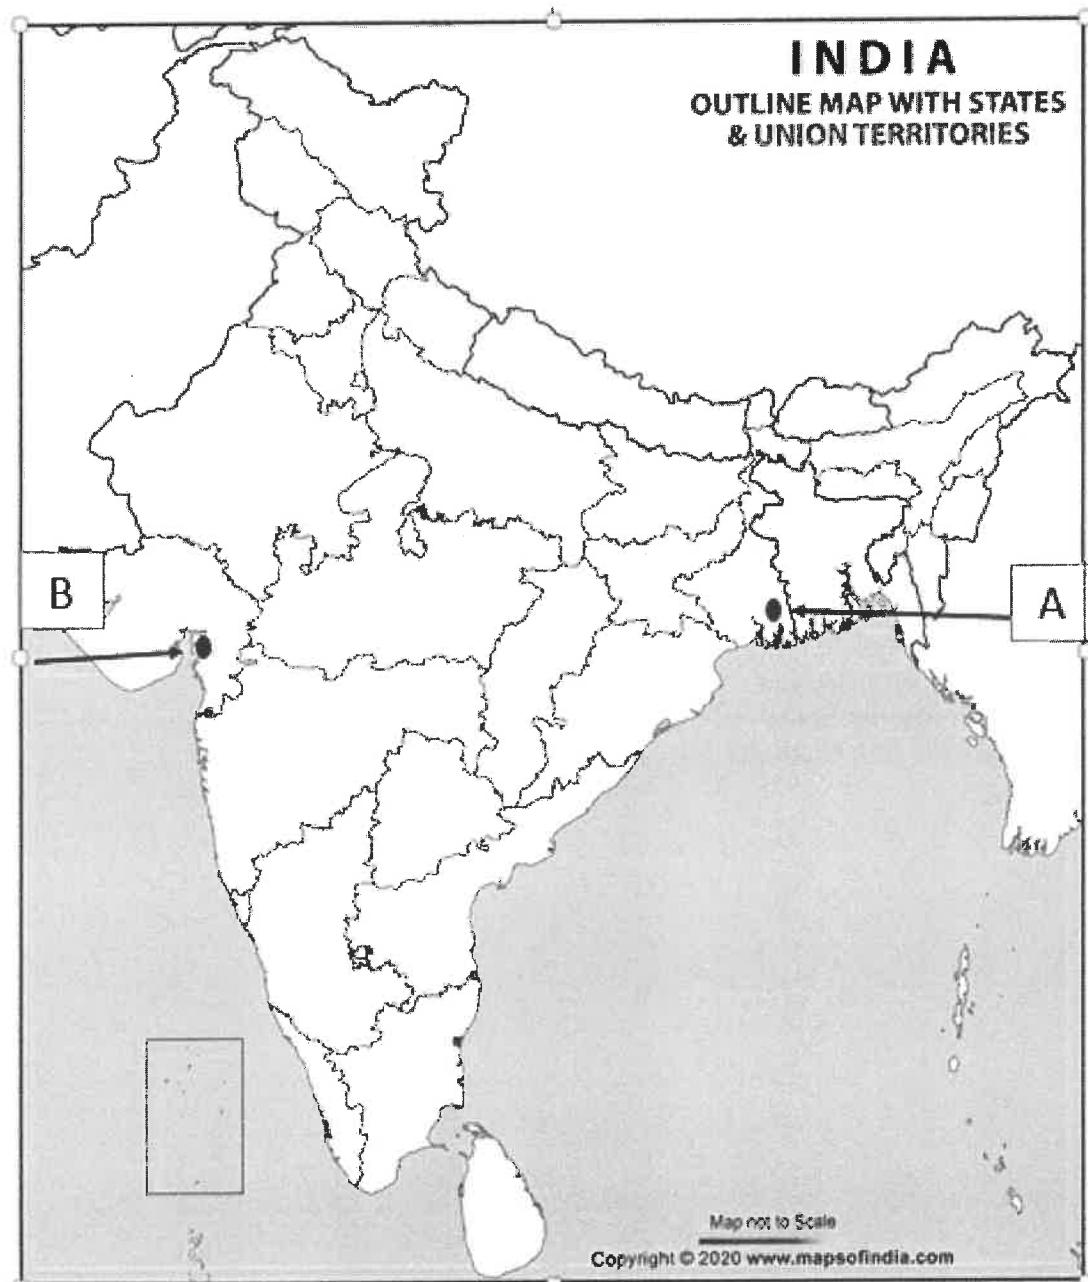 INDIA
OUTLINE MAP WITH STATES
& UNION TERRITORIES
B
A
Map not to Scale
Copyright © 2020 www.mapsofindia.com